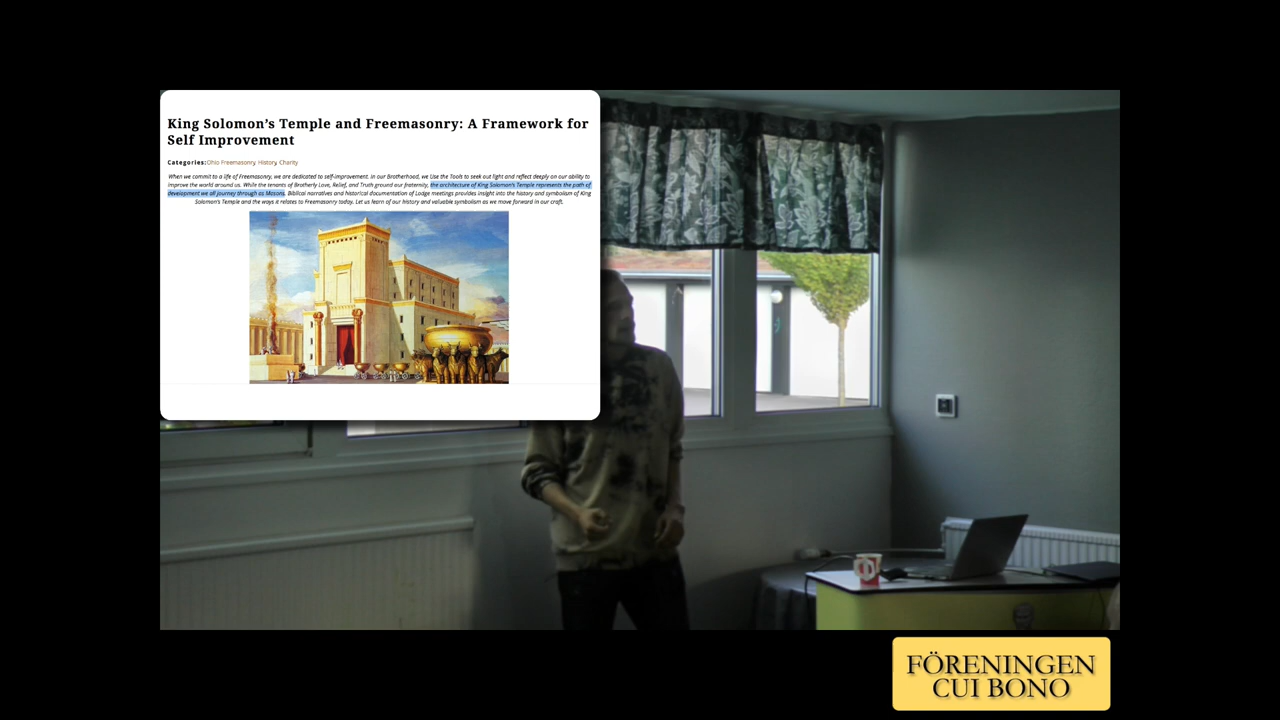 King Solomon's Temple and Freemasonry: A Framework for
Self Improvement
Categories:Ohio Freemasonry, History, Charity
When we commit to a life of Freemasonry, we are dedicated to self-improvement. In our Brotherhood, we Use the Tools to seek out light and reflect deeply on our ability to
improve the world around us. While the tenants of Brotherly Love, Relief, and Truth ground our fraternity, the architecture of King Solomon's Temple represents the path of
development we all journey through as Masons. Biblical narratives and historical documentation of Lodge meetings provides insight into the history and symbolism of King
Solomon's Temple and the ways it relates to Freemasonry today. Let us learn of our history and valuable symbolism as we move forward in our craft.
FÖRENINGEN
CUI BONO